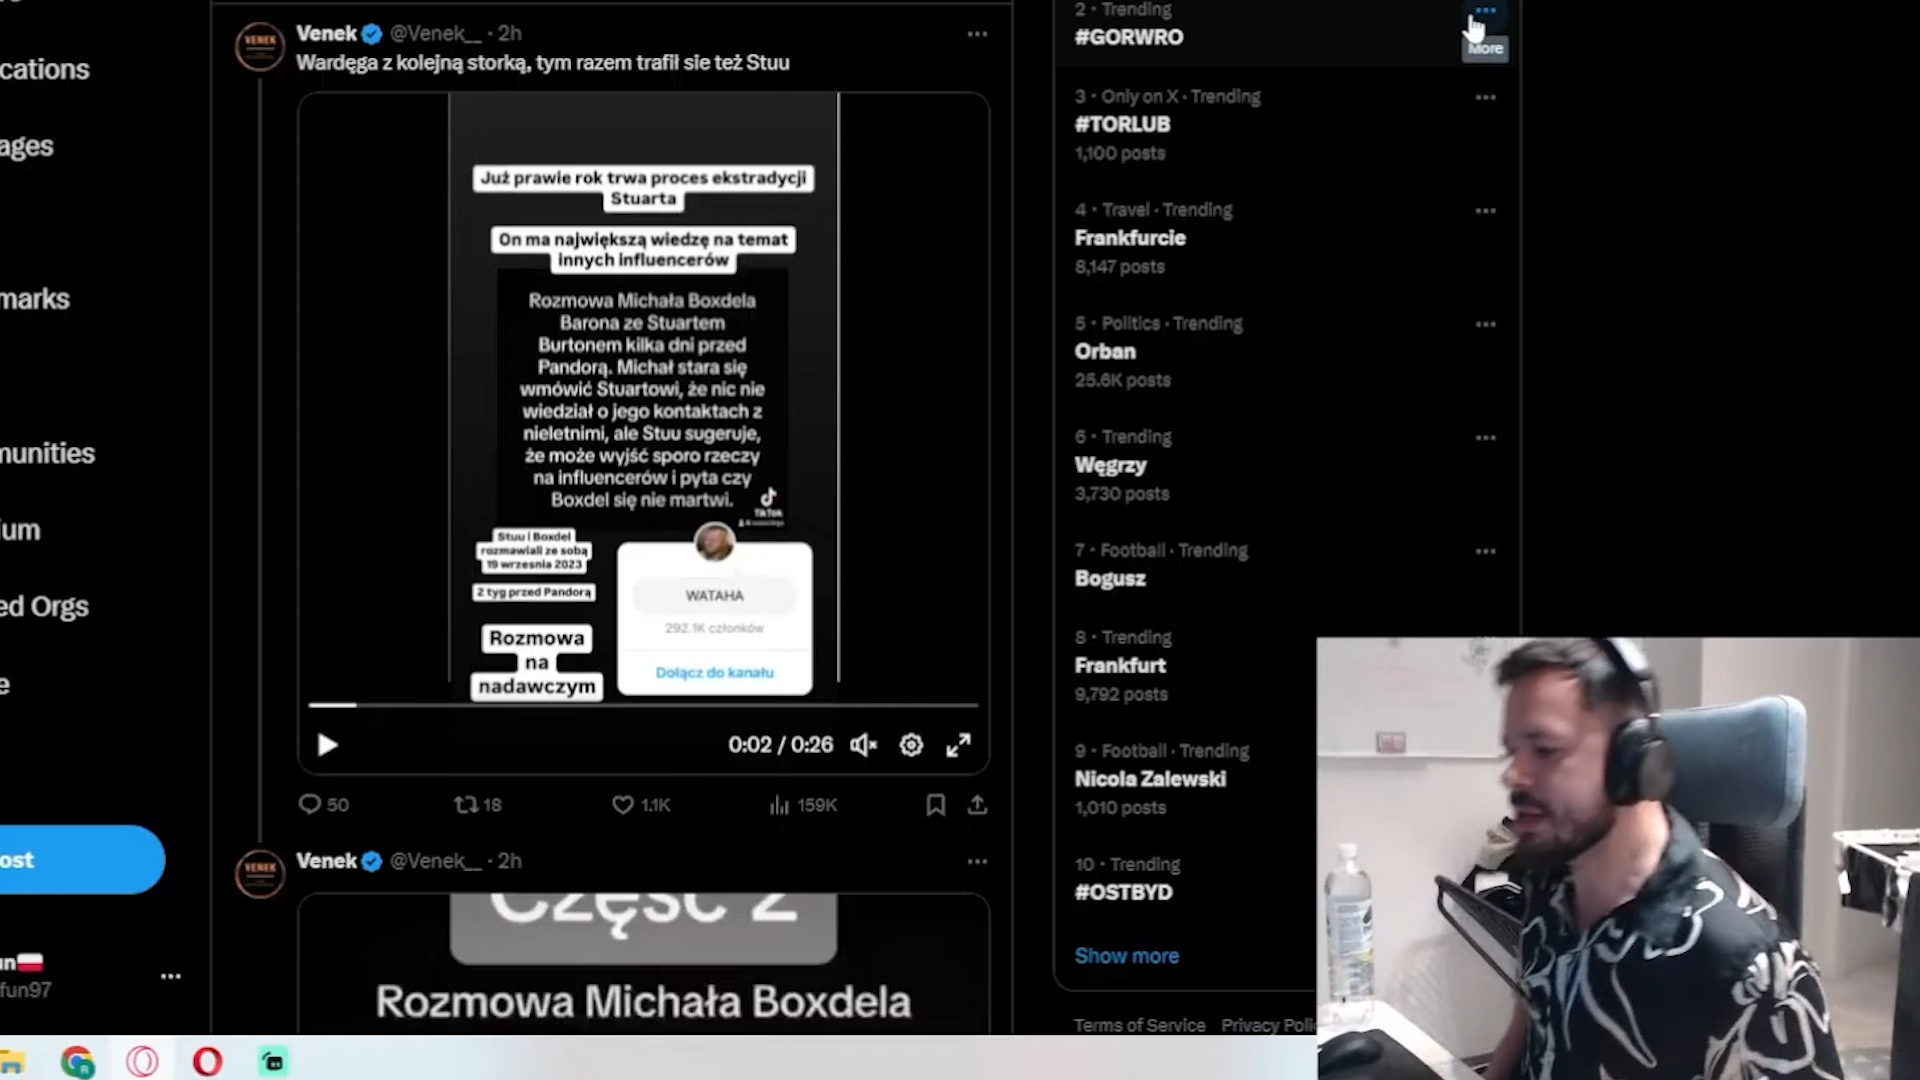 cations
ages
marks
munities
ium
ed Orgs
e
ost
un
fun97
VENEK
Venek @Venek__ · 2h
Wardęga z kolejną storką, tym razem trafił sie też Stuu
Już prawie rok trwa proces ekstradycji
Stuarta
On ma największą wiedzę na temat
innych influencerów
Rozmowa Michała Boxdela
Barona ze Stuartem
Burtonem kilka dni przed
Pandorą. Michał stara się
wmówić Stuartowi, że nic nie
wiedział o jego kontaktach z
nieletnimi, ale Stuu sugeruje,
że może wyjść sporo rzeczy
na influencerów i pyta czy
Boxdel się nie martwi.
TikTok
Stuu i Boxdel
rozmawiali ze sobą
19 wrzesnia 2023
2 tyg przed Pandorą
Rozmowa
na
nadawczym
WATAHA
292.1K członków
Dołącz do kanału
0:02 / 0:26
50 18 1.1K 159K
VENEK
Venek @Venek__ · 2h
Część 2
Rozmowa Michała Boxdela
2 · Trending
#GORWRO
More
3 · Only on X · Trending
#TORLUB
1,100 posts
4 · Travel · Trending
Frankfurcie
8,147 posts
5 · Politics · Trending
Orban
25.6K posts
6 · Trending
Węgrzy
3,730 posts
7 · Football · Trending
Bogusz
8 · Trending
Frankfurt
9,792 posts
9 · Football · Trending
Nicola Zalewski
1,010 posts
10 · Trending
#OSTBYD
Show more
Terms of Service Privacy Poli